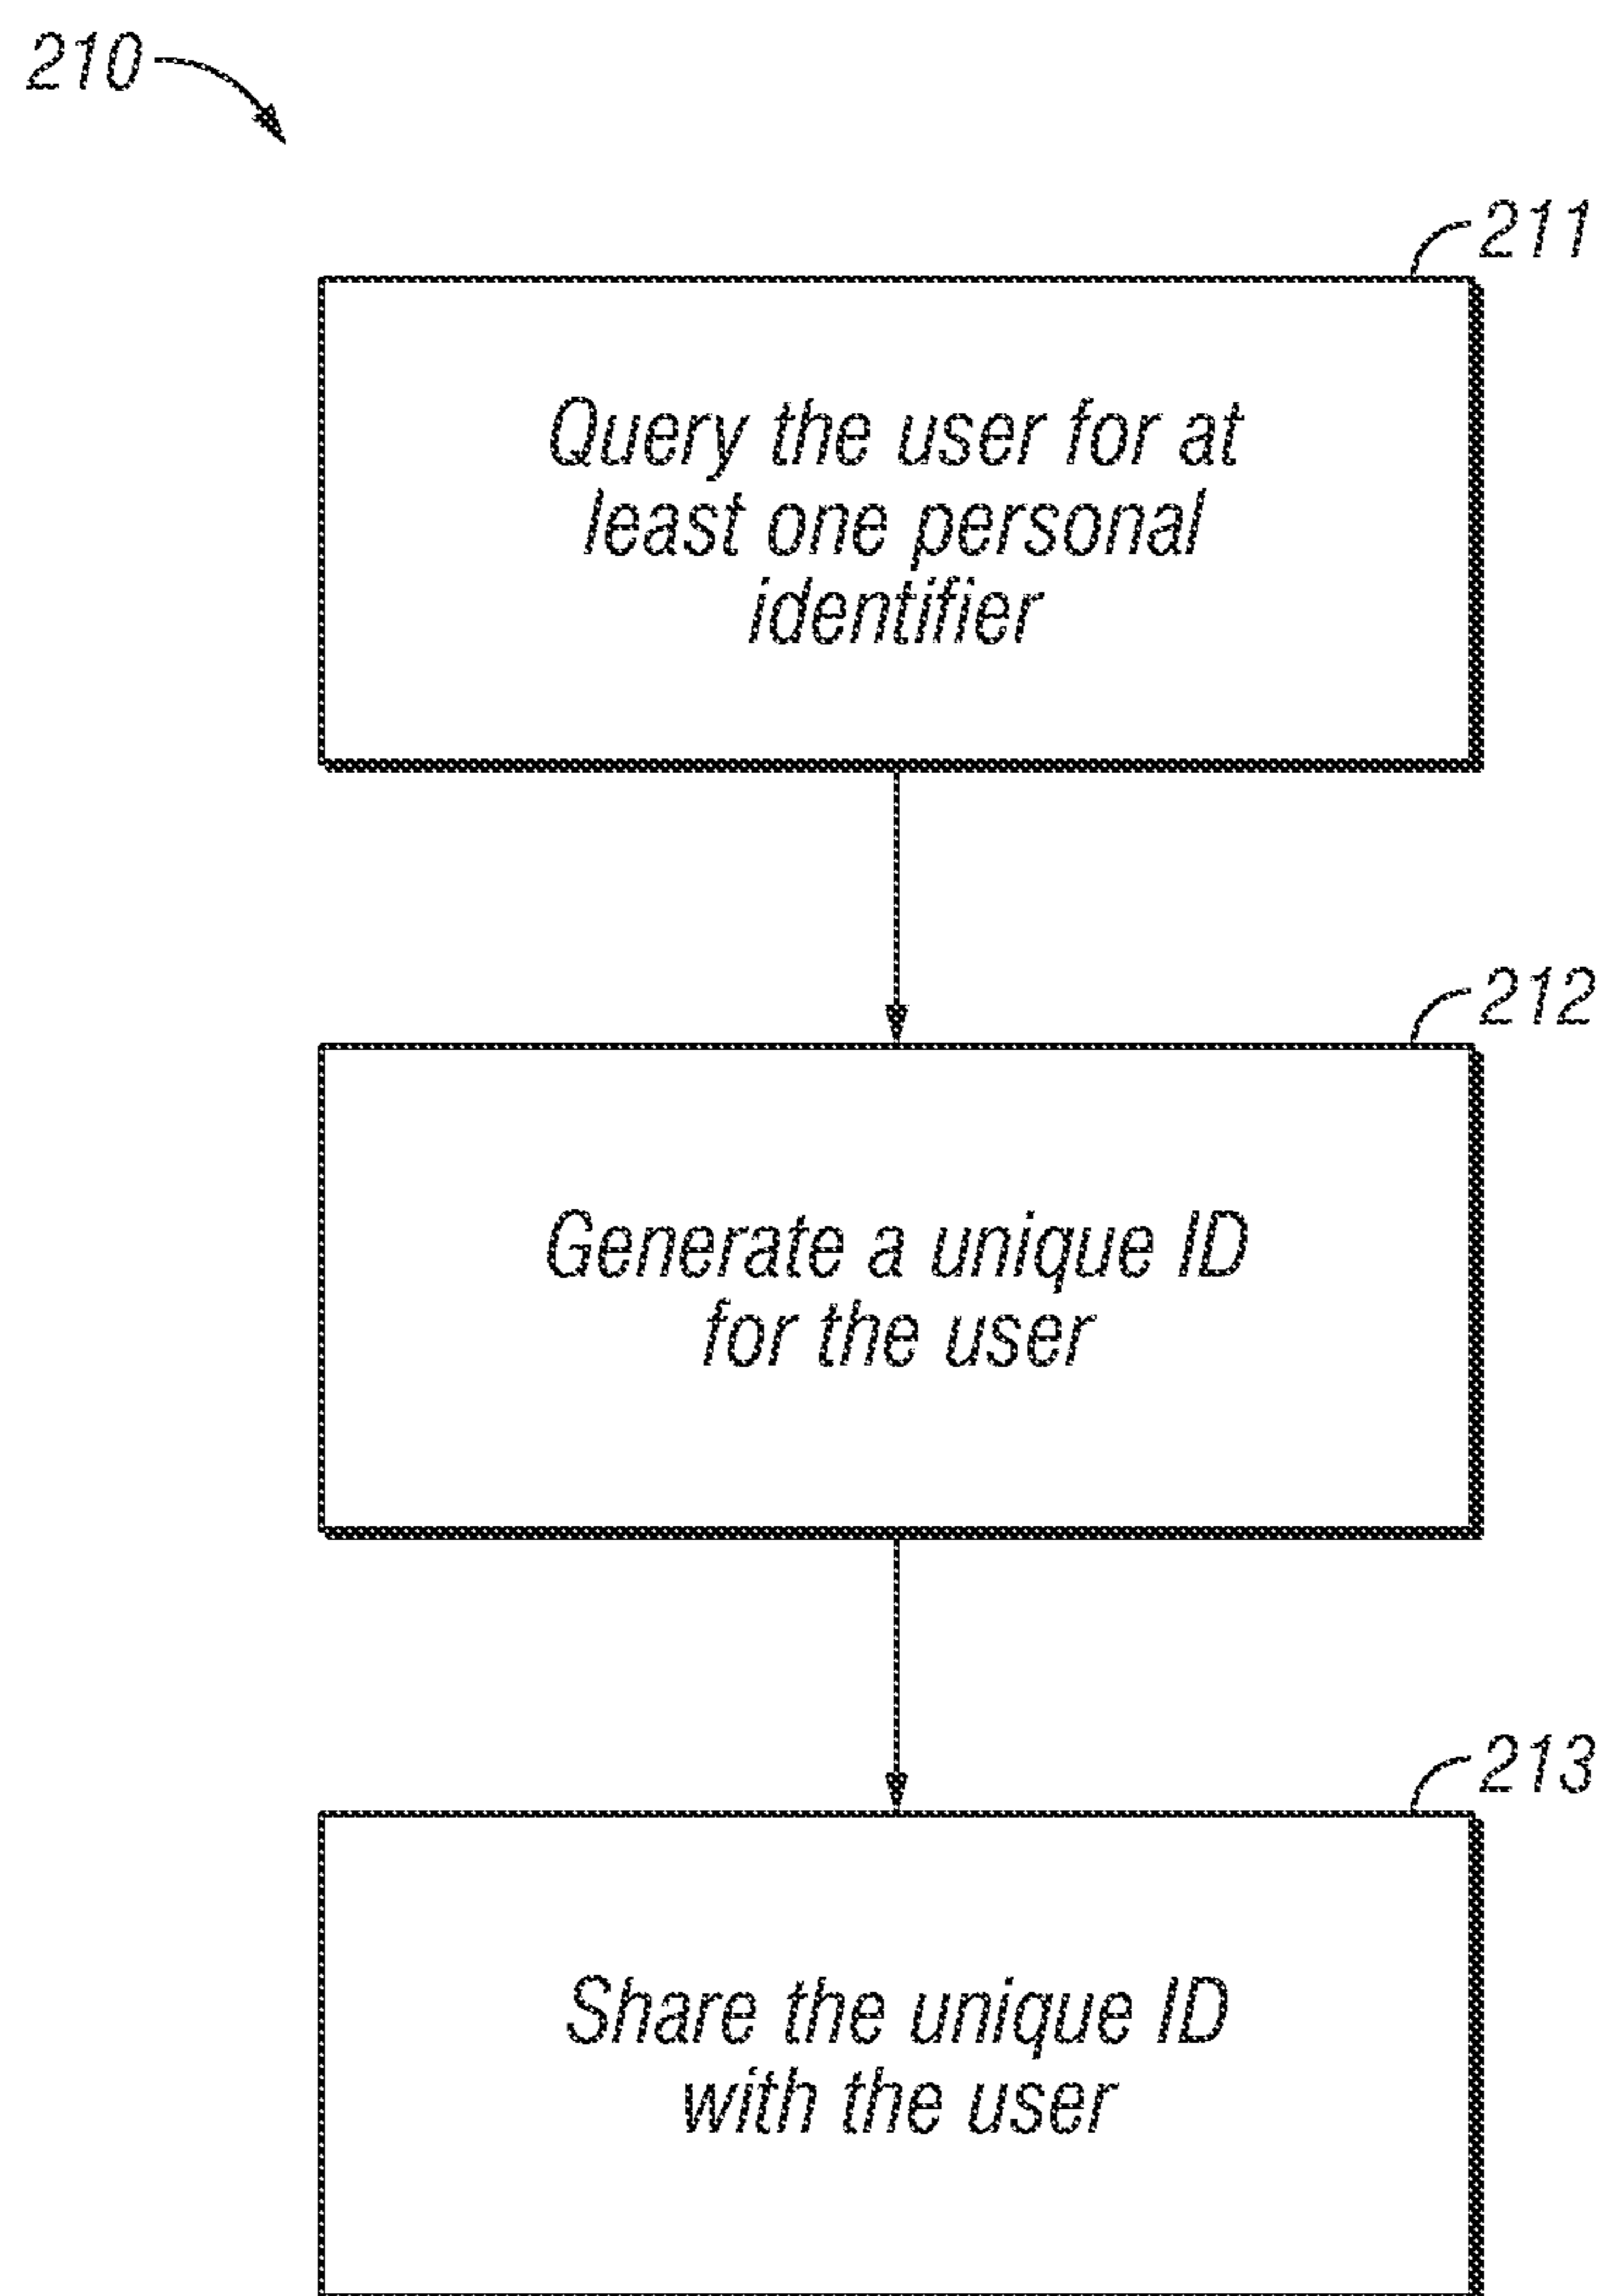 210
211
Query the user for at
least one personal
identifier
212
Generate a unique ID
for the user
213
Share the unique ID
with the user